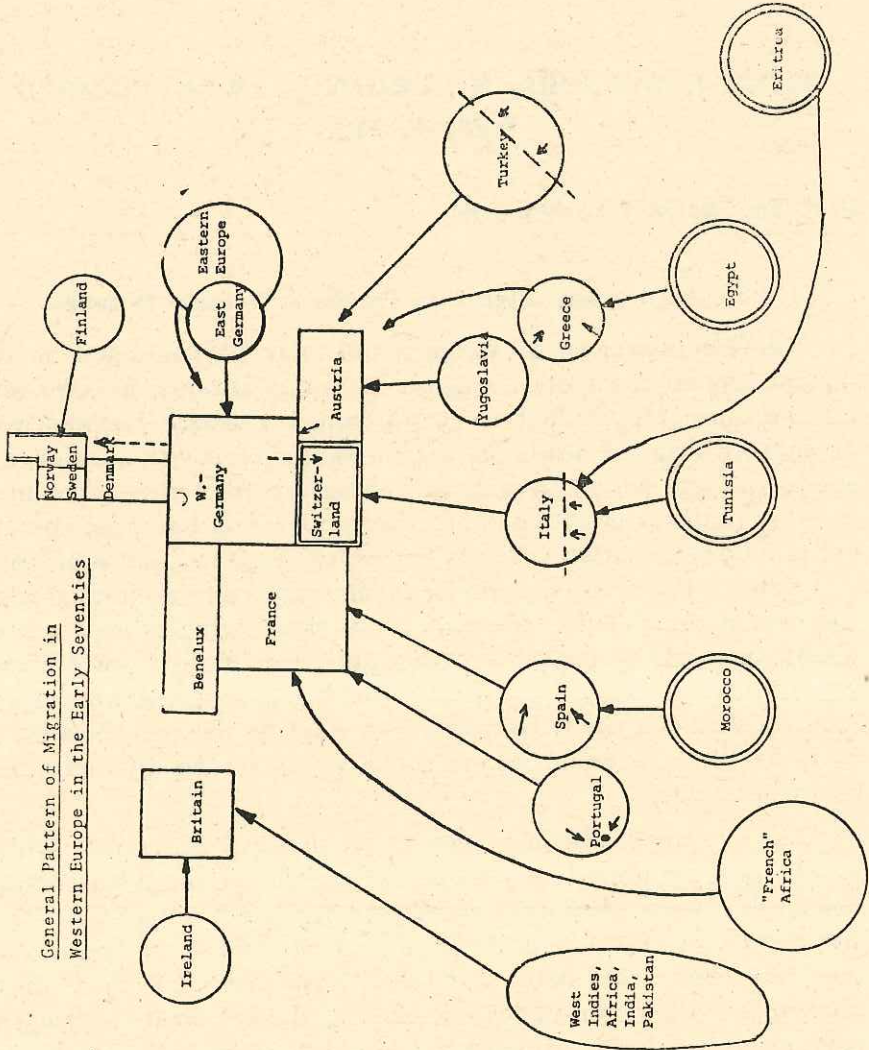 General Pattern of Migration in
Western Europe in the Early Seventies
Norway
Sweden
Denmark
Finland
Eastern
Europe
East
Germany
W.-
Germany
Benelux
France
Switzer-
land
Austria
Britain
Ireland
Turkey
Yugoslavia
Greece
Italy
Spain
Portugal
Eritrua
Egypt
Tunisia
Morocco
"French"
Africa
West
Indies,
Africa,
India,
Pakistan